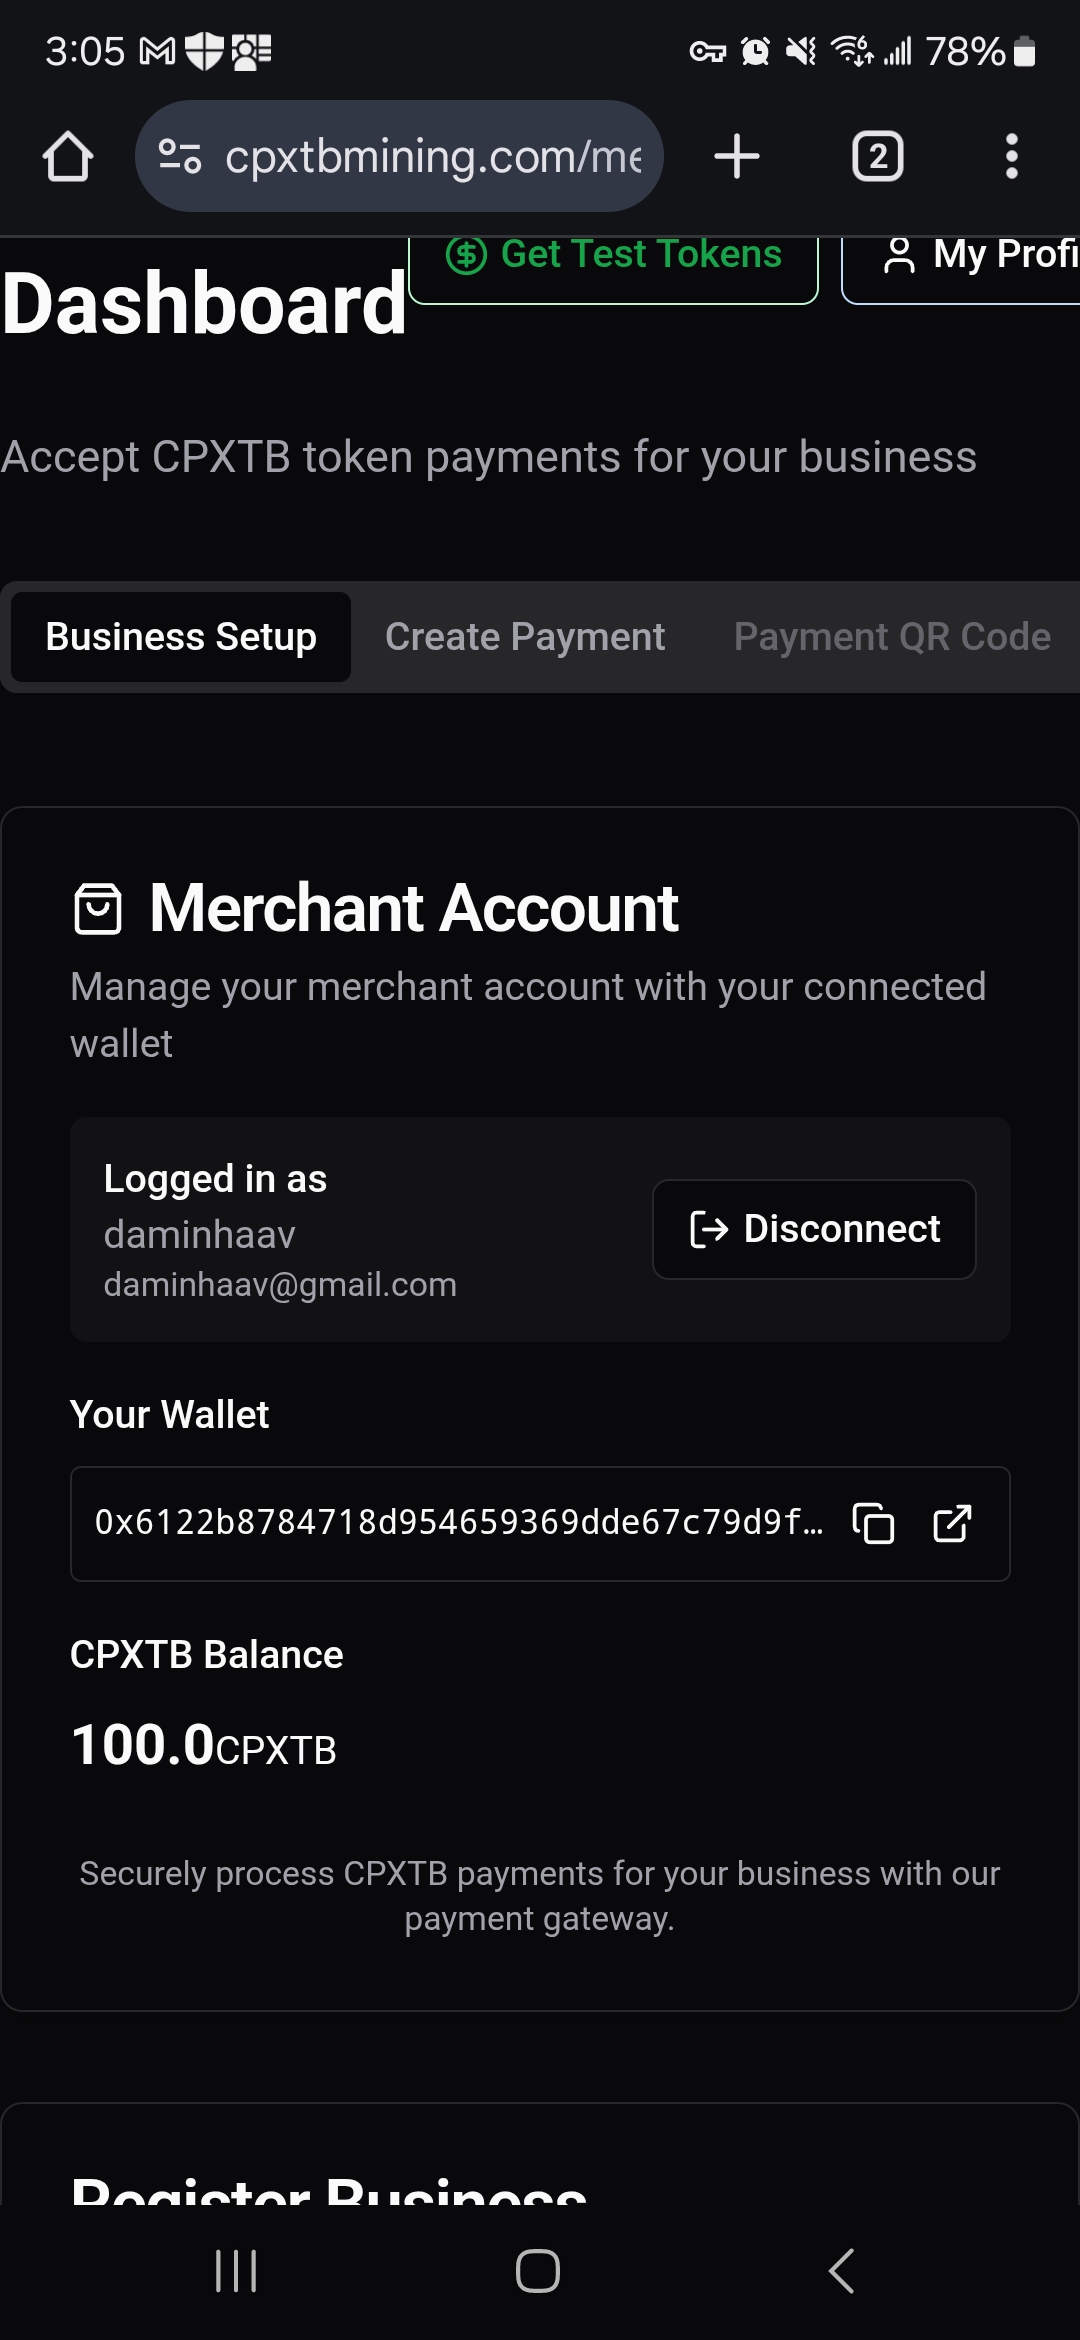 3:05
78%
cpxtbmining.com/me
2
Get Test Tokens
My Profi
Dashboard
Accept CPXTB token payments for your business
Business Setup
Create Payment
Payment QR Code
Merchant Account
Manage your merchant account with your connected
wallet
Logged in as
daminhaav
daminhaav@gmail.com
Disconnect
Your Wallet
0x6122b8784718d954659369dde67c79d9f…
CPXTB Balance
100.0CPXTB
Securely process CPXTB payments for your business with our
payment gateway.
Register Business